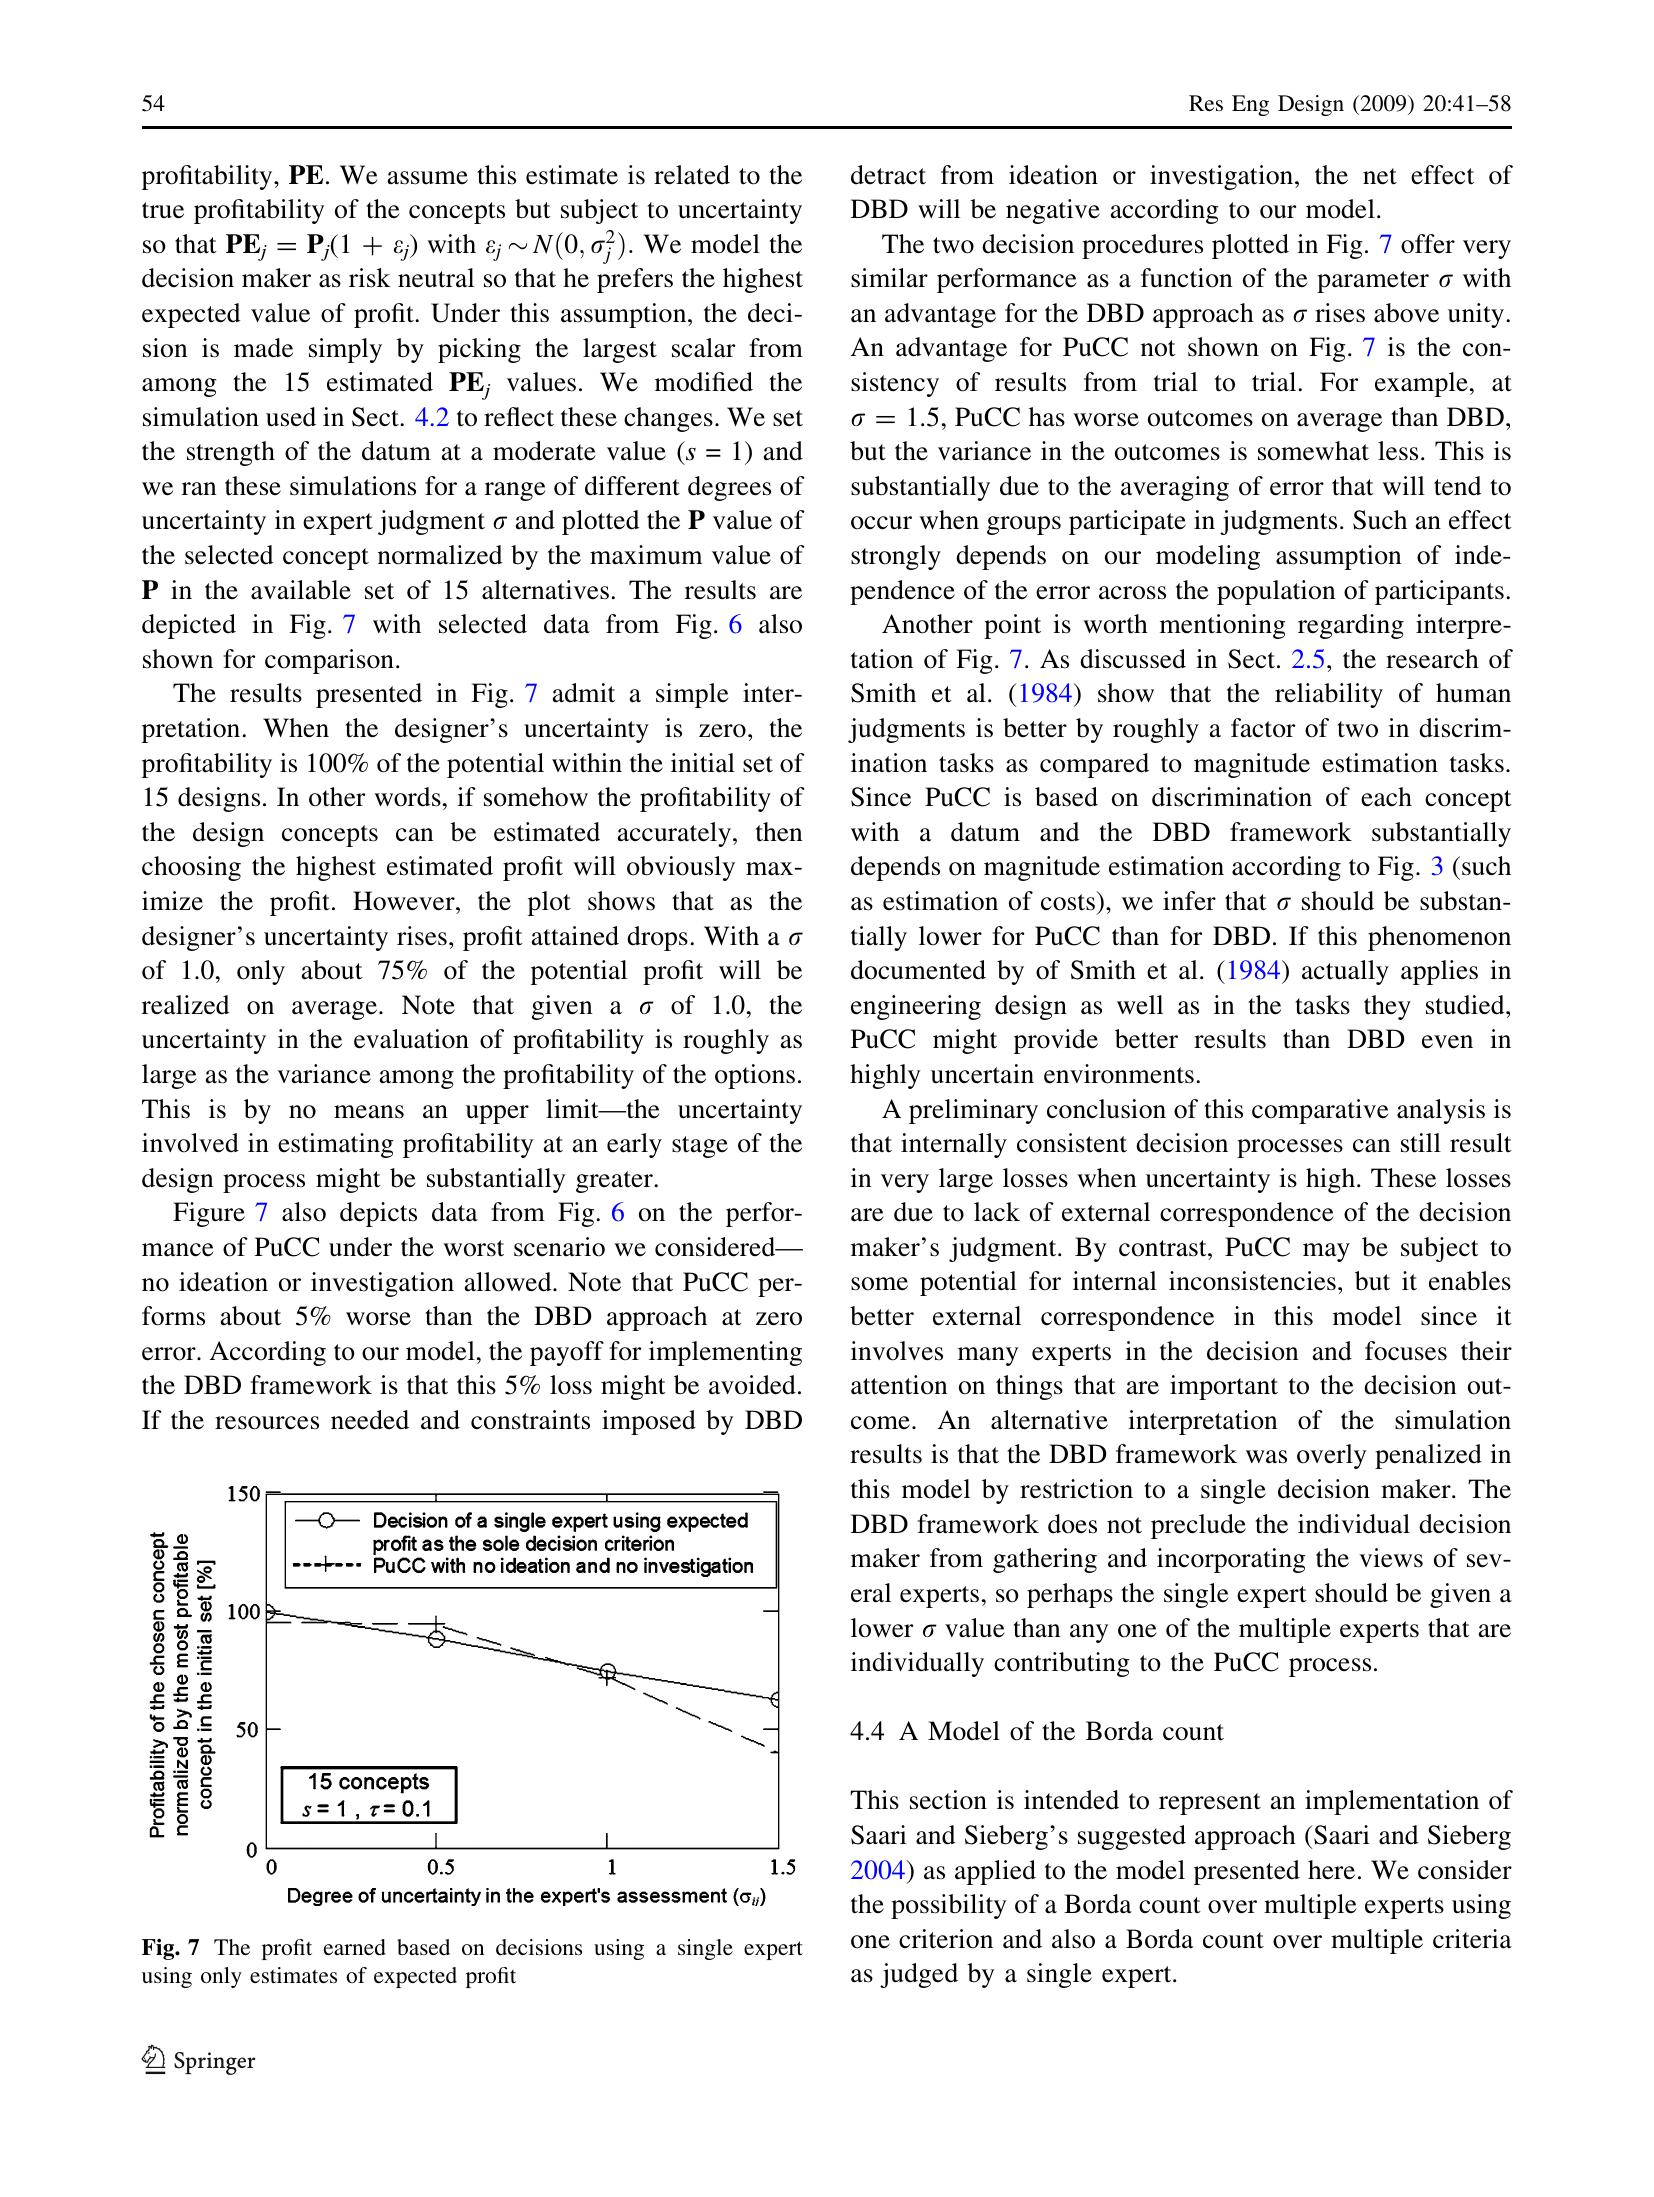 54
Res Eng Design (2009) 20:41–58
profitability, PE. We assume this estimate is related to the
true profitability of the concepts but subject to uncertainty
so that PEj = Pj(1 + εj) with εj ~ N(0, σj²). We model the
decision maker as risk neutral so that he prefers the highest
expected value of profit. Under this assumption, the deci-
sion is made simply by picking the largest scalar from
among the 15 estimated PEj values. We modified the
simulation used in Sect. 4.2 to reflect these changes. We set
the strength of the datum at a moderate value (s = 1) and
we ran these simulations for a range of different degrees of
uncertainty in expert judgment σ and plotted the P value of
the selected concept normalized by the maximum value of
P in the available set of 15 alternatives. The results are
depicted in Fig. 7 with selected data from Fig. 6 also
shown for comparison.
The results presented in Fig. 7 admit a simple inter-
pretation. When the designer's uncertainty is zero, the
profitability is 100% of the potential within the initial set of
15 designs. In other words, if somehow the profitability of
the design concepts can be estimated accurately, then
choosing the highest estimated profit will obviously max-
imize the profit. However, the plot shows that as the
designer's uncertainty rises, profit attained drops. With a σ
of 1.0, only about 75% of the potential profit will be
realized on average. Note that given a σ of 1.0, the
uncertainty in the evaluation of profitability is roughly as
large as the variance among the profitability of the options.
This is by no means an upper limit—the uncertainty
involved in estimating profitability at an early stage of the
design process might be substantially greater.
Figure 7 also depicts data from Fig. 6 on the perfor-
mance of PuCC under the worst scenario we considered—
no ideation or investigation allowed. Note that PuCC per-
forms about 5% worse than the DBD approach at zero
error. According to our model, the payoff for implementing
the DBD framework is that this 5% loss might be avoided.
If the resources needed and constraints imposed by DBD
150
100
50
0
0
0.5
1
1.5
Decision of a single expert using expected
profit as the sole decision criterion
PuCC with no ideation and no investigation
15 concepts
s = 1 , τ = 0.1
Profitability of the chosen concept
normalized by the most profitable
concept in the initial set [%]
Degree of uncertainty in the expert's assessment (σij)
Fig. 7 The profit earned based on decisions using a single expert
using only estimates of expected profit
detract from ideation or investigation, the net effect of
DBD will be negative according to our model.
The two decision procedures plotted in Fig. 7 offer very
similar performance as a function of the parameter σ with
an advantage for the DBD approach as σ rises above unity.
An advantage for PuCC not shown on Fig. 7 is the con-
sistency of results from trial to trial. For example, at
σ = 1.5, PuCC has worse outcomes on average than DBD,
but the variance in the outcomes is somewhat less. This is
substantially due to the averaging of error that will tend to
occur when groups participate in judgments. Such an effect
strongly depends on our modeling assumption of inde-
pendence of the error across the population of participants.
Another point is worth mentioning regarding interpre-
tation of Fig. 7. As discussed in Sect. 2.5, the research of
Smith et al. (1984) show that the reliability of human
judgments is better by roughly a factor of two in discrim-
ination tasks as compared to magnitude estimation tasks.
Since PuCC is based on discrimination of each concept
with a datum and the DBD framework substantially
depends on magnitude estimation according to Fig. 3 (such
as estimation of costs), we infer that σ should be substan-
tially lower for PuCC than for DBD. If this phenomenon
documented by of Smith et al. (1984) actually applies in
engineering design as well as in the tasks they studied,
PuCC might provide better results than DBD even in
highly uncertain environments.
A preliminary conclusion of this comparative analysis is
that internally consistent decision processes can still result
in very large losses when uncertainty is high. These losses
are due to lack of external correspondence of the decision
maker's judgment. By contrast, PuCC may be subject to
some potential for internal inconsistencies, but it enables
better external correspondence in this model since it
involves many experts in the decision and focuses their
attention on things that are important to the decision out-
come. An alternative interpretation of the simulation
results is that the DBD framework was overly penalized in
this model by restriction to a single decision maker. The
DBD framework does not preclude the individual decision
maker from gathering and incorporating the views of sev-
eral experts, so perhaps the single expert should be given a
lower σ value than any one of the multiple experts that are
individually contributing to the PuCC process.
4.4 A Model of the Borda count
This section is intended to represent an implementation of
Saari and Sieberg's suggested approach (Saari and Sieberg
2004) as applied to the model presented here. We consider
the possibility of a Borda count over multiple experts using
one criterion and also a Borda count over multiple criteria
as judged by a single expert.
Springer